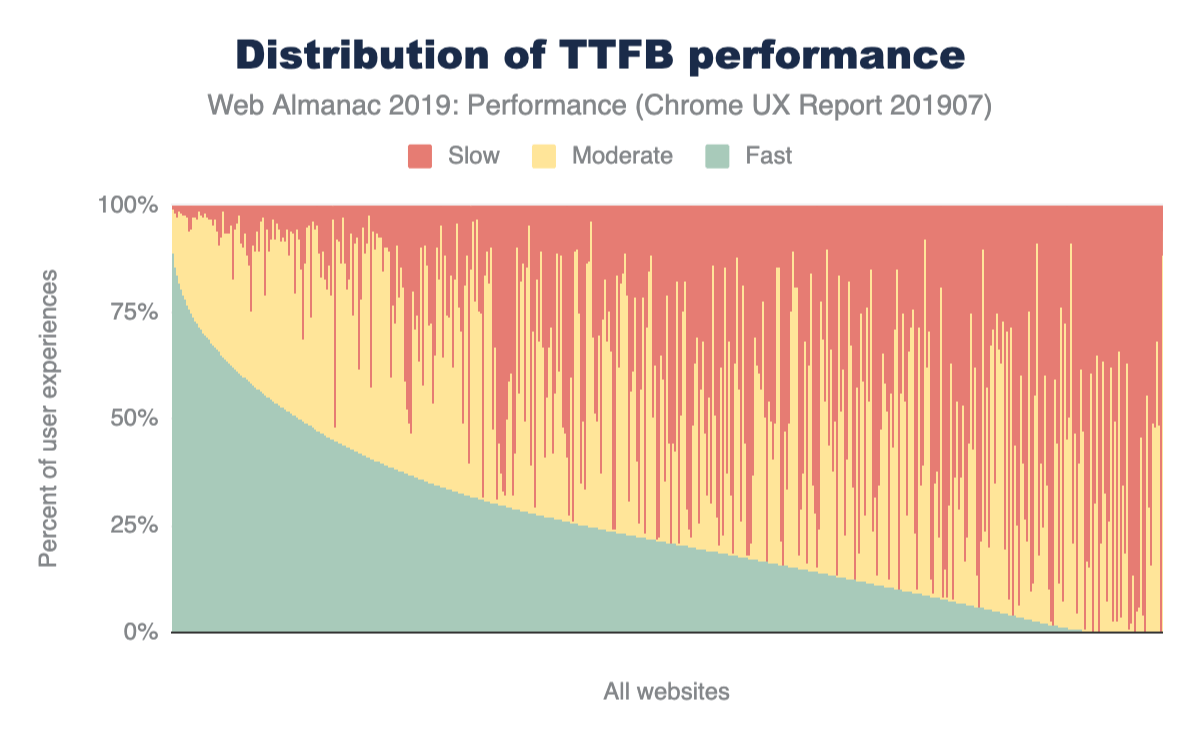 Distribution of TTFB performance
Web Almanac 2019: Performance (Chrome UX Report 201907)
Slow Moderate Fast
100%
75%
50%
25%
0%
Percent of user experiences
All websites